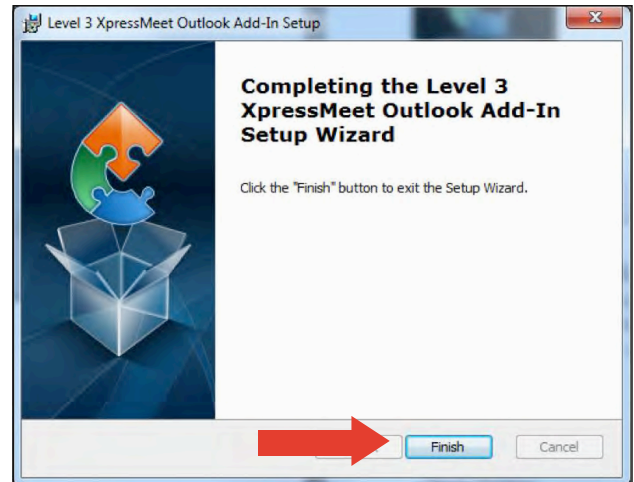 Level 3 XpressMeet Outlook Add-In Setup
Completing the Level 3
XpressMeet Outlook Add-In
Setup Wizard
Click the "Finish" button to exit the Setup Wizard.
Finish
Cancel